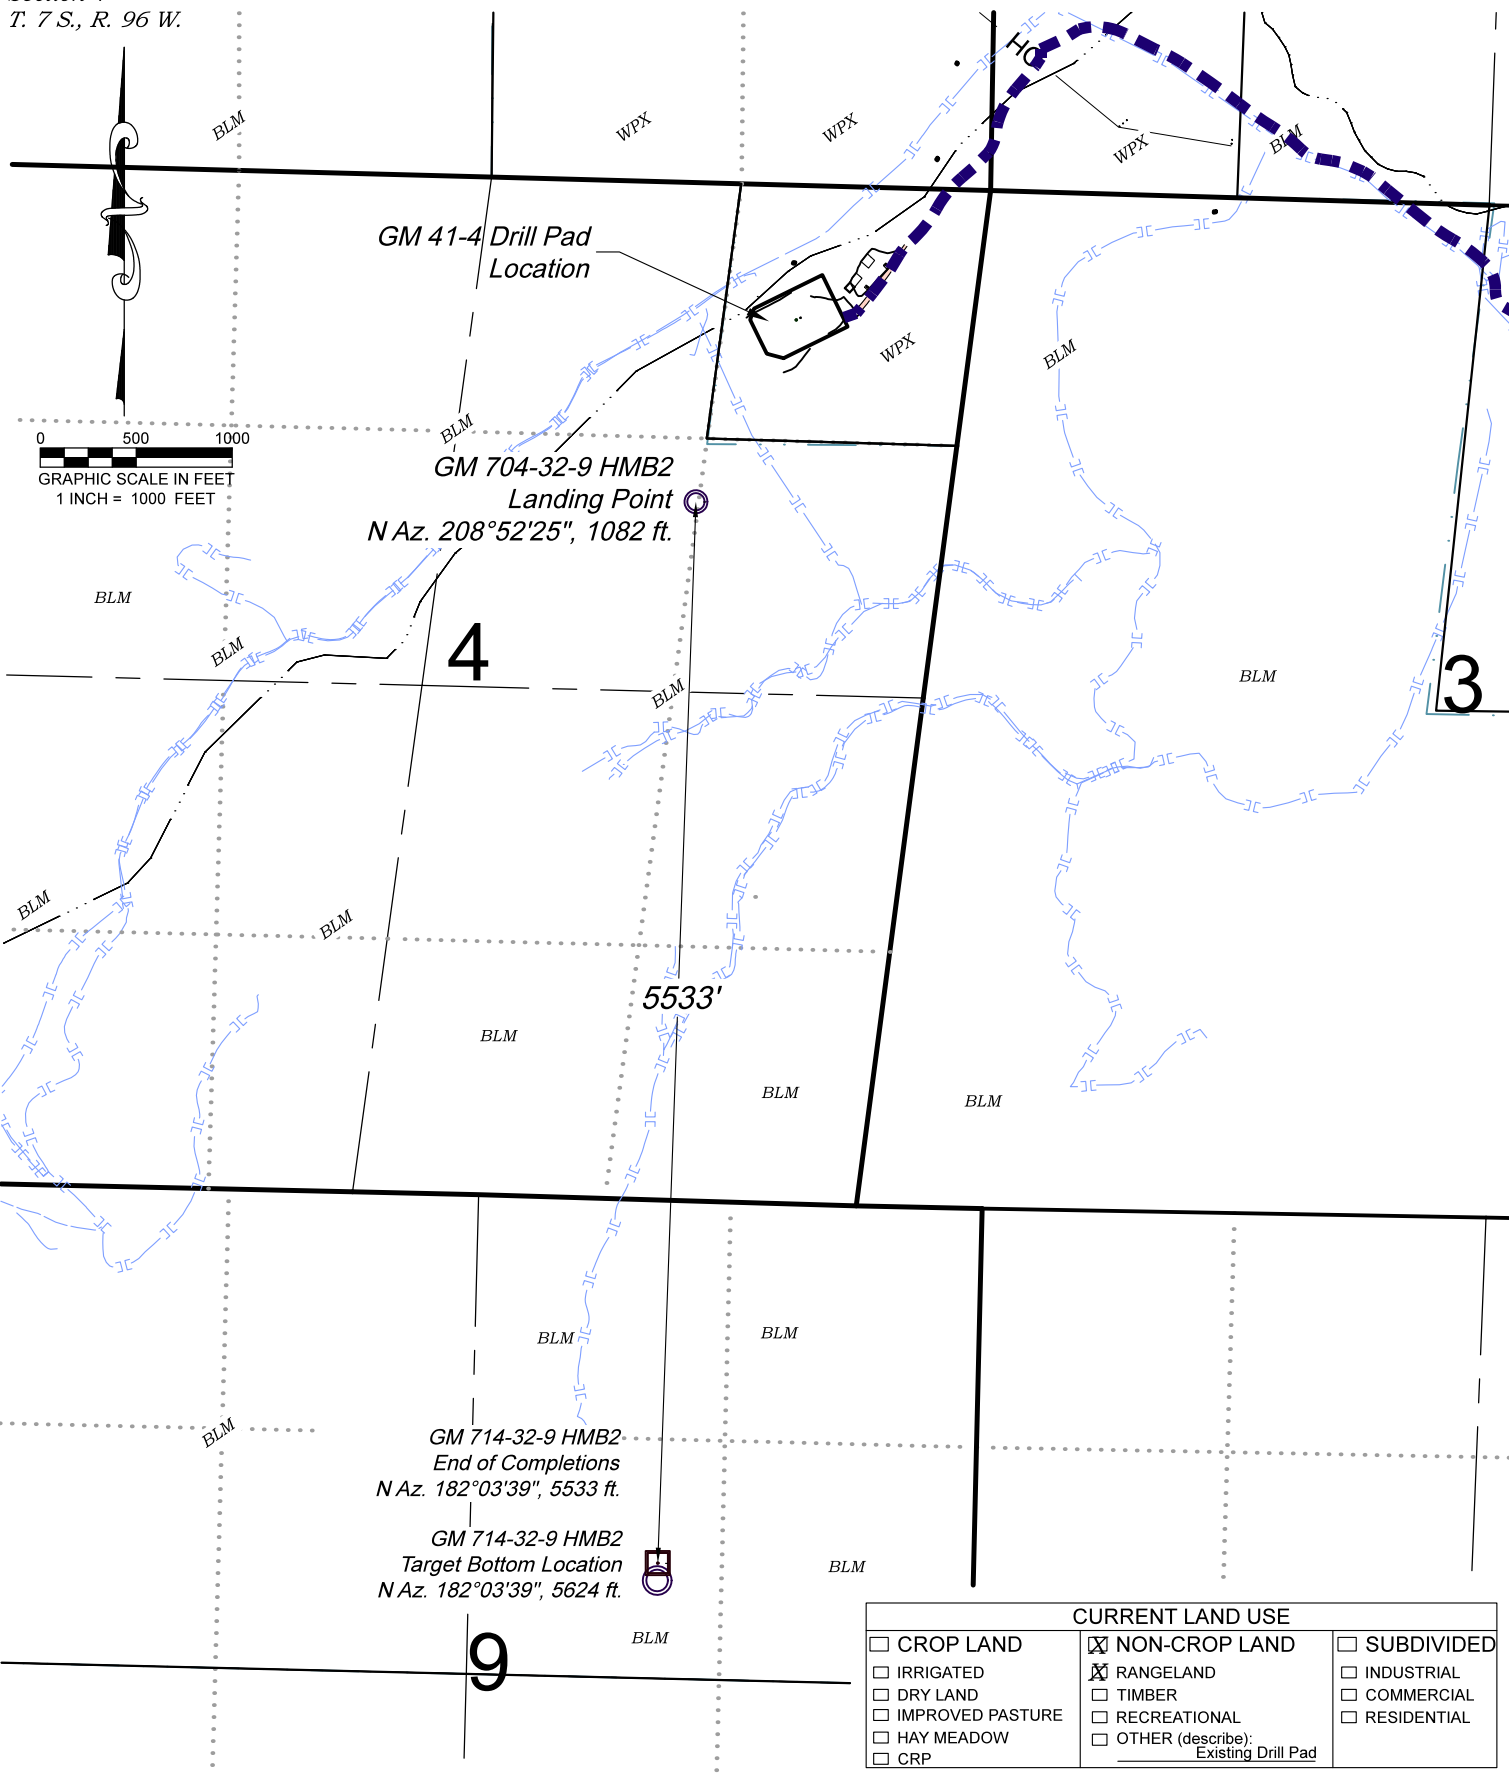 T. 7 S., R. 96 W.
HO
BLM
WPX
WPX
WPX
BLM
GM 41-4 Drill Pad
Location
WPX
BLM
BLM
0 500 1000
GRAPHIC SCALE IN FEET
1 INCH = 1000 FEET
GM 704-32-9 HMB2
Landing Point
N Az. 208°52'25", 1082 ft.
BLM
BLM
4
BLM
BLM
3
BLM
BLM
5533'
BLM
BLM
BLM
BLM
BLM
BLM
GM 714-32-9 HMB2
End of Completions
N Az. 182°03'39", 5533 ft.
GM 714-32-9 HMB2
Target Bottom Location
N Az. 182°03'39", 5624 ft.
BLM
BLM
9
CURRENT LAND USE
CROP LAND
IRRIGATED
DRY LAND
IMPROVED PASTURE
HAY MEADOW
CRP
X NON-CROP LAND
X RANGELAND
TIMBER
RECREATIONAL
OTHER (describe):
Existing Drill Pad
SUBDIVIDED
INDUSTRIAL
COMMERCIAL
RESIDENTIAL